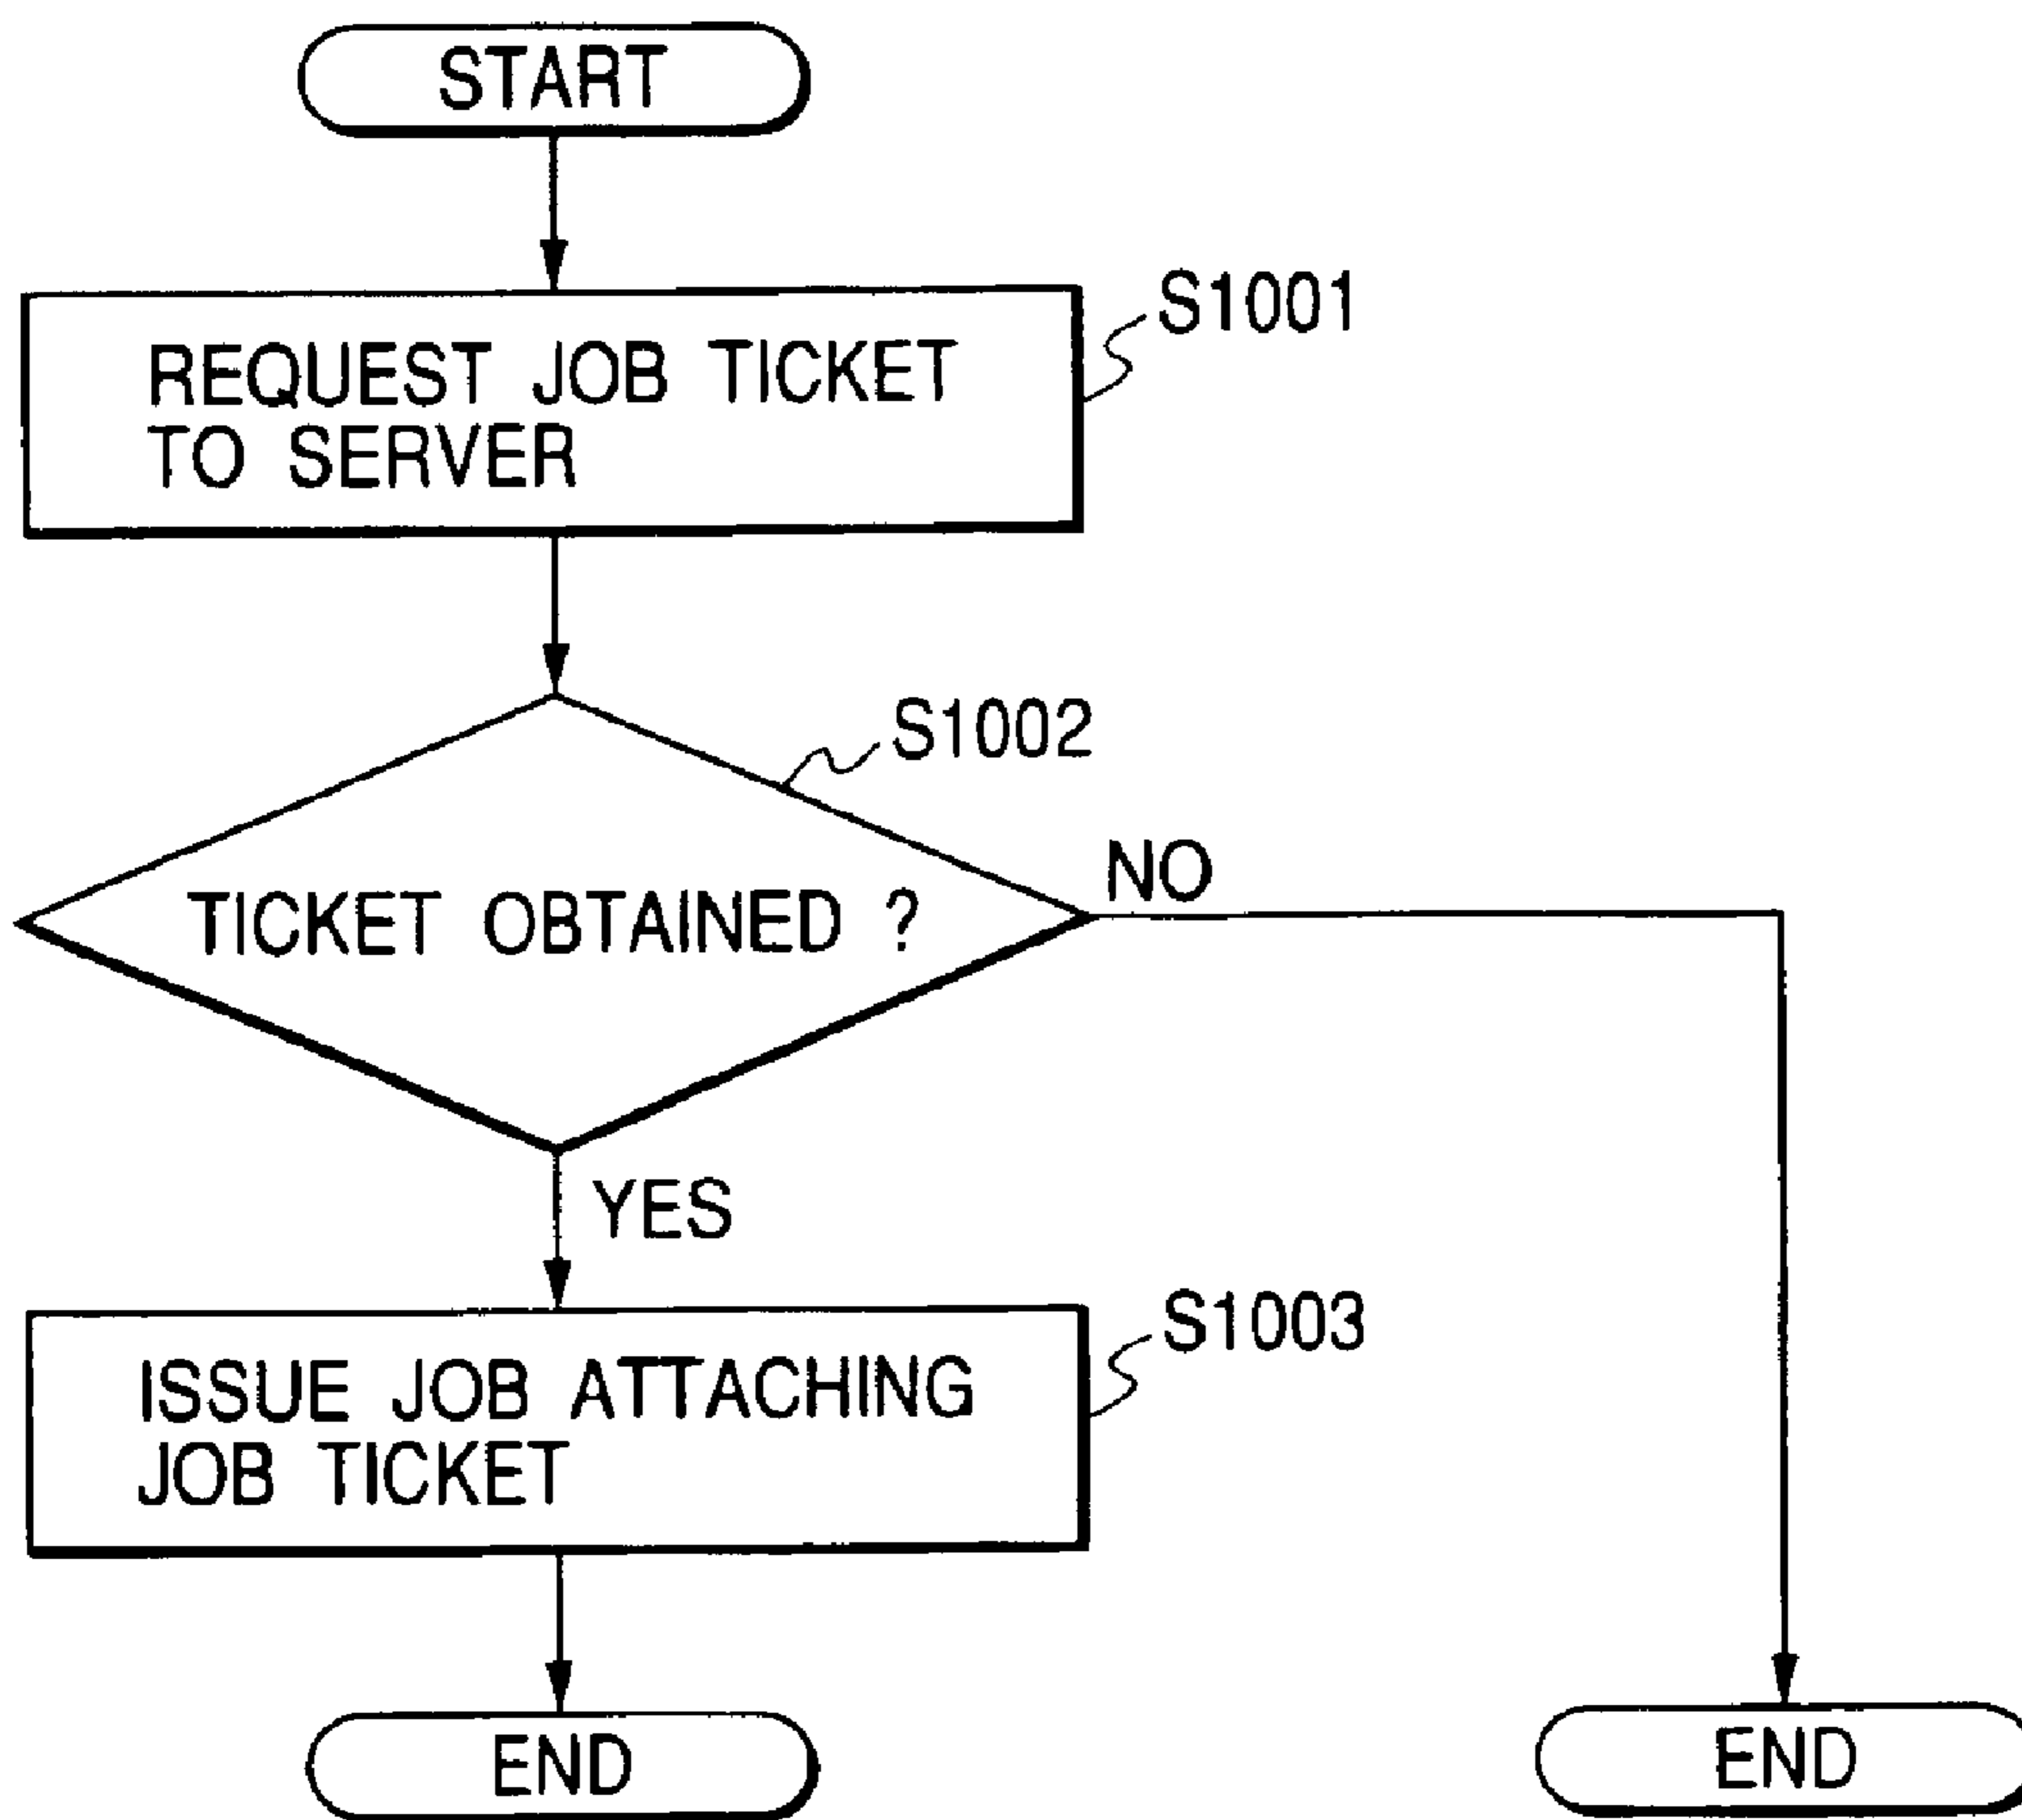 START
S1001
REQUEST JOB TICKET
TO SERVER
S1002
TICKET OBTAINED ?
NO
YES
S1003
ISSUE JOB ATTACHING
JOB TICKET
END
END